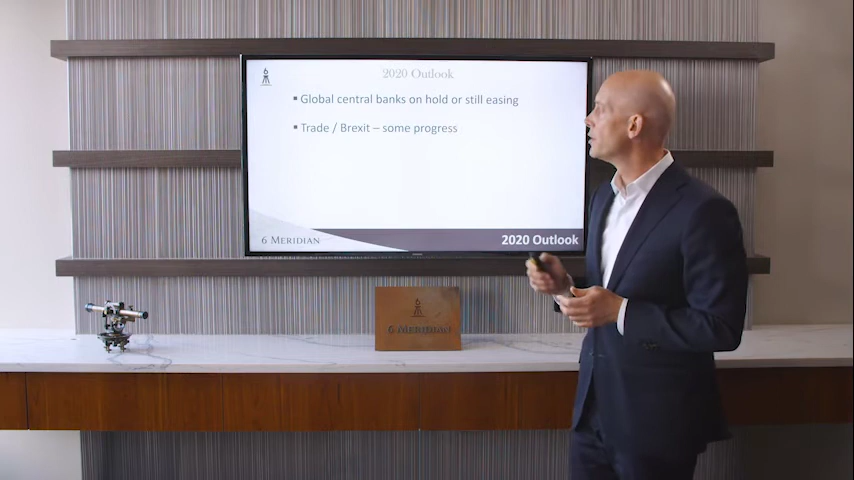 6
2020 Outlook
▪ Global central banks on hold or still easing
▪ Trade / Brexit – some progress
6 MERIDIAN
2020 Outlook
6 MERIDIAN